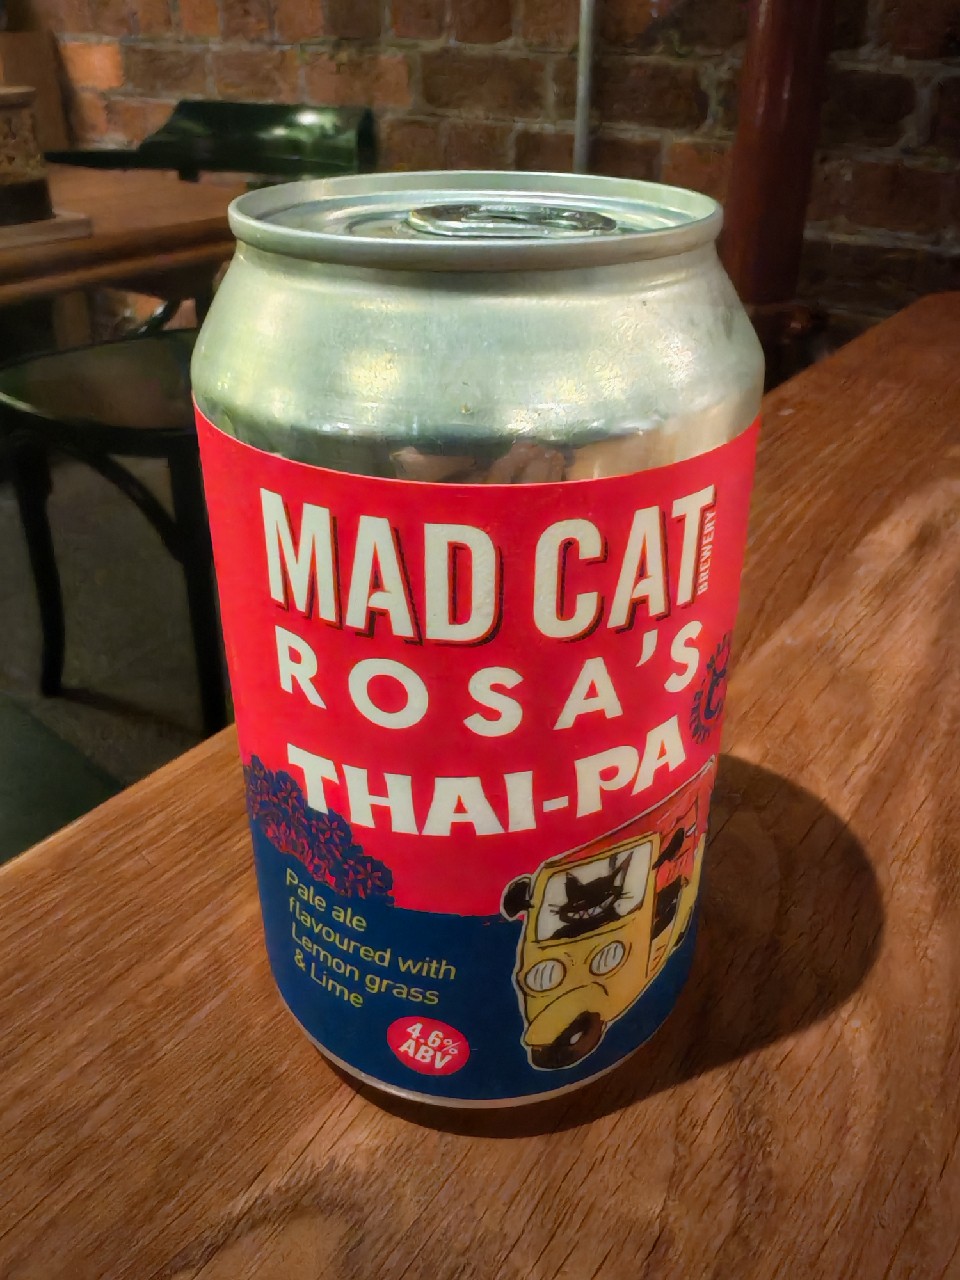 MAD CAT
BREWERY
ROSA'S
THAI-PA
Pale ale
flavoured with
Lemon grass
& Lime
4.6%
ABV